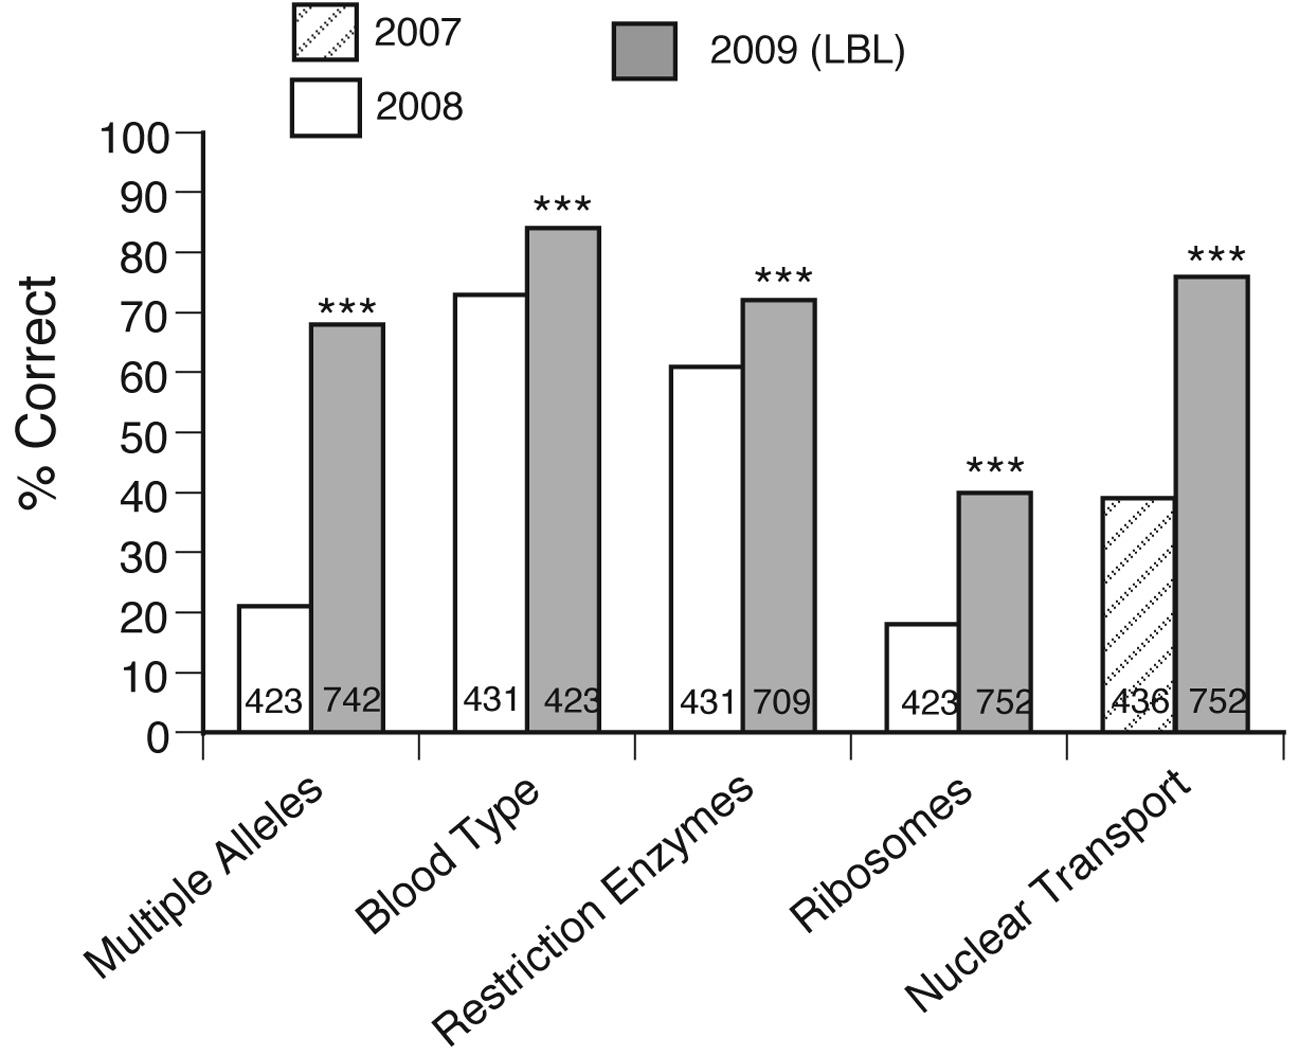 2007
2008
2009 (LBL)
% Correct
100
90
80
70
60
50
40
30
20
10
0
***
***
***
***
***
423 742 431 423 431 709 423 752 436 752
Multiple Alleles
Blood Type
Restriction Enzymes
Ribosomes
Nuclear Transport